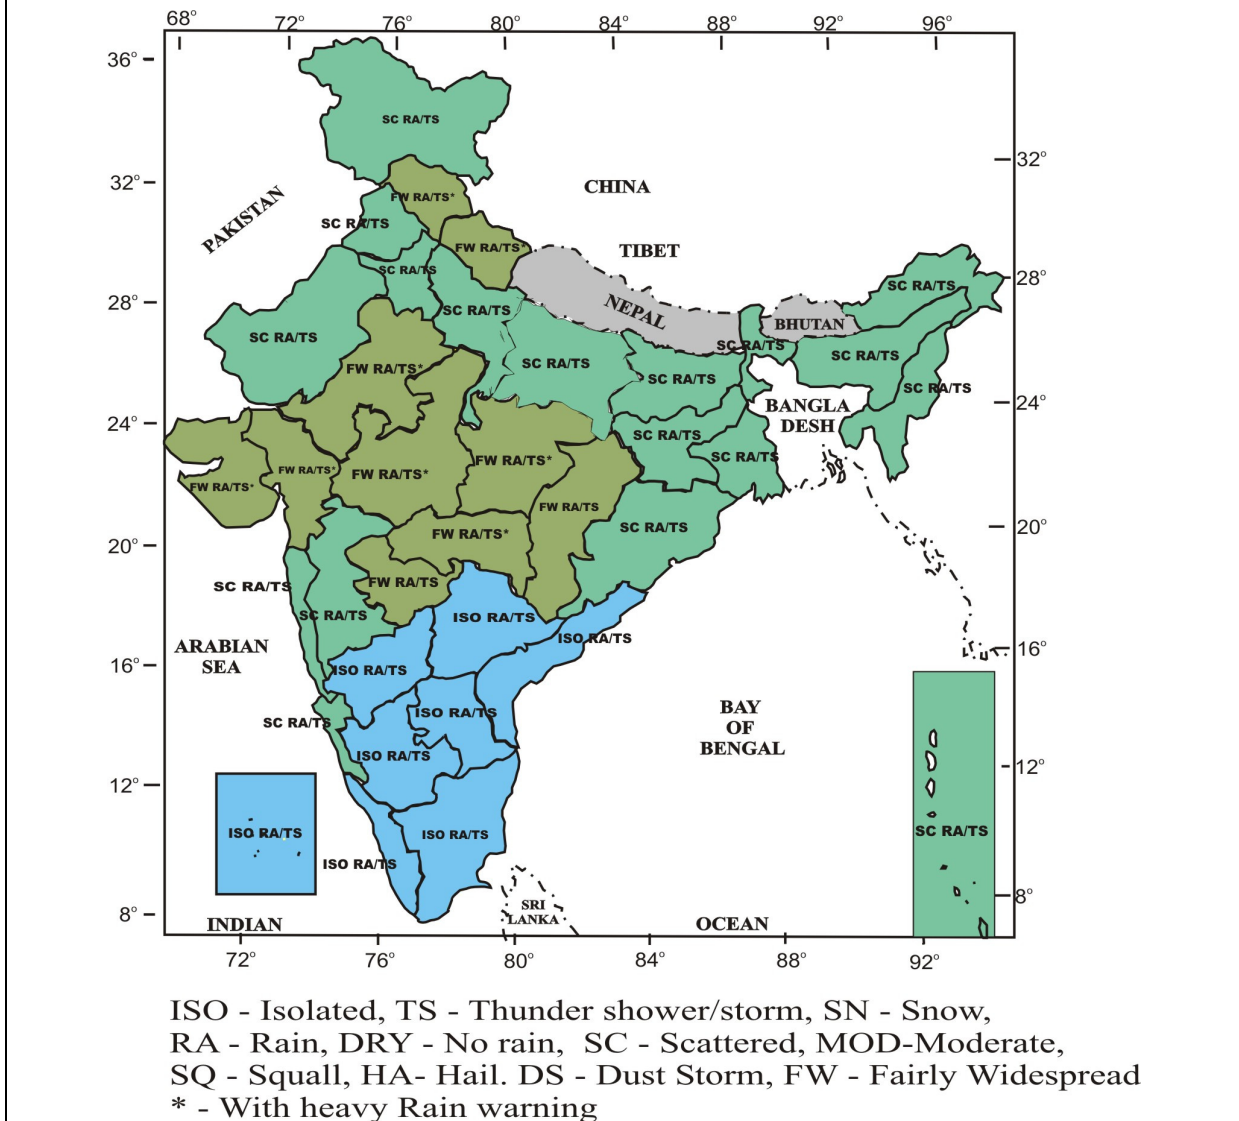 68° 72° 76° 80° 84° 88° 92° 96°
36°
SC RA/TS
32° 32°
CHINA
FW RA/TS*
PAKISTAN
SC RA/TS
FW RA/TS*
TIBET
SC RA/TS
28° 28°
SC RA/TS
SC RA/TS
NEPAL
BHUTAN
SC RA/TS
SC RA/TS
SC RA/TS
SC RA/TS
FW RA/TS*
SC RA/TS
SC RA/TS
SC RA/TS
24° 24°
BANGLA
DESH
SC RA/TS
SC RA/TS
FW RA/TS*
FW RA/TS*
FW RA/TS*
FW RA/TS*
FW RA/TS
SC RA/TS
20° 20°
FW RA/TS*
FW RA/TS
SC RA/TS
SC RA/TS
ISO RA/TS
ISO RA/TS
ARABIAN
SEA
16° 16°
ISO RA/TS
ISO RA/TS
SC RA/TS
BAY
OF
BENGAL
ISO RA/TS
12° 12°
ISO RA/TS
ISO RA/TS
ISO RA/TS
SC RA/TS
8° 8°
SRI
LANKA
INDIAN OCEAN
72° 76° 80° 84° 88° 92°
ISO - Isolated, TS - Thunder shower/storm, SN - Snow,
RA - Rain, DRY - No rain, SC - Scattered, MOD-Moderate,
SQ - Squall, HA- Hail. DS - Dust Storm, FW - Fairly Widespread
* - With heavy Rain warning